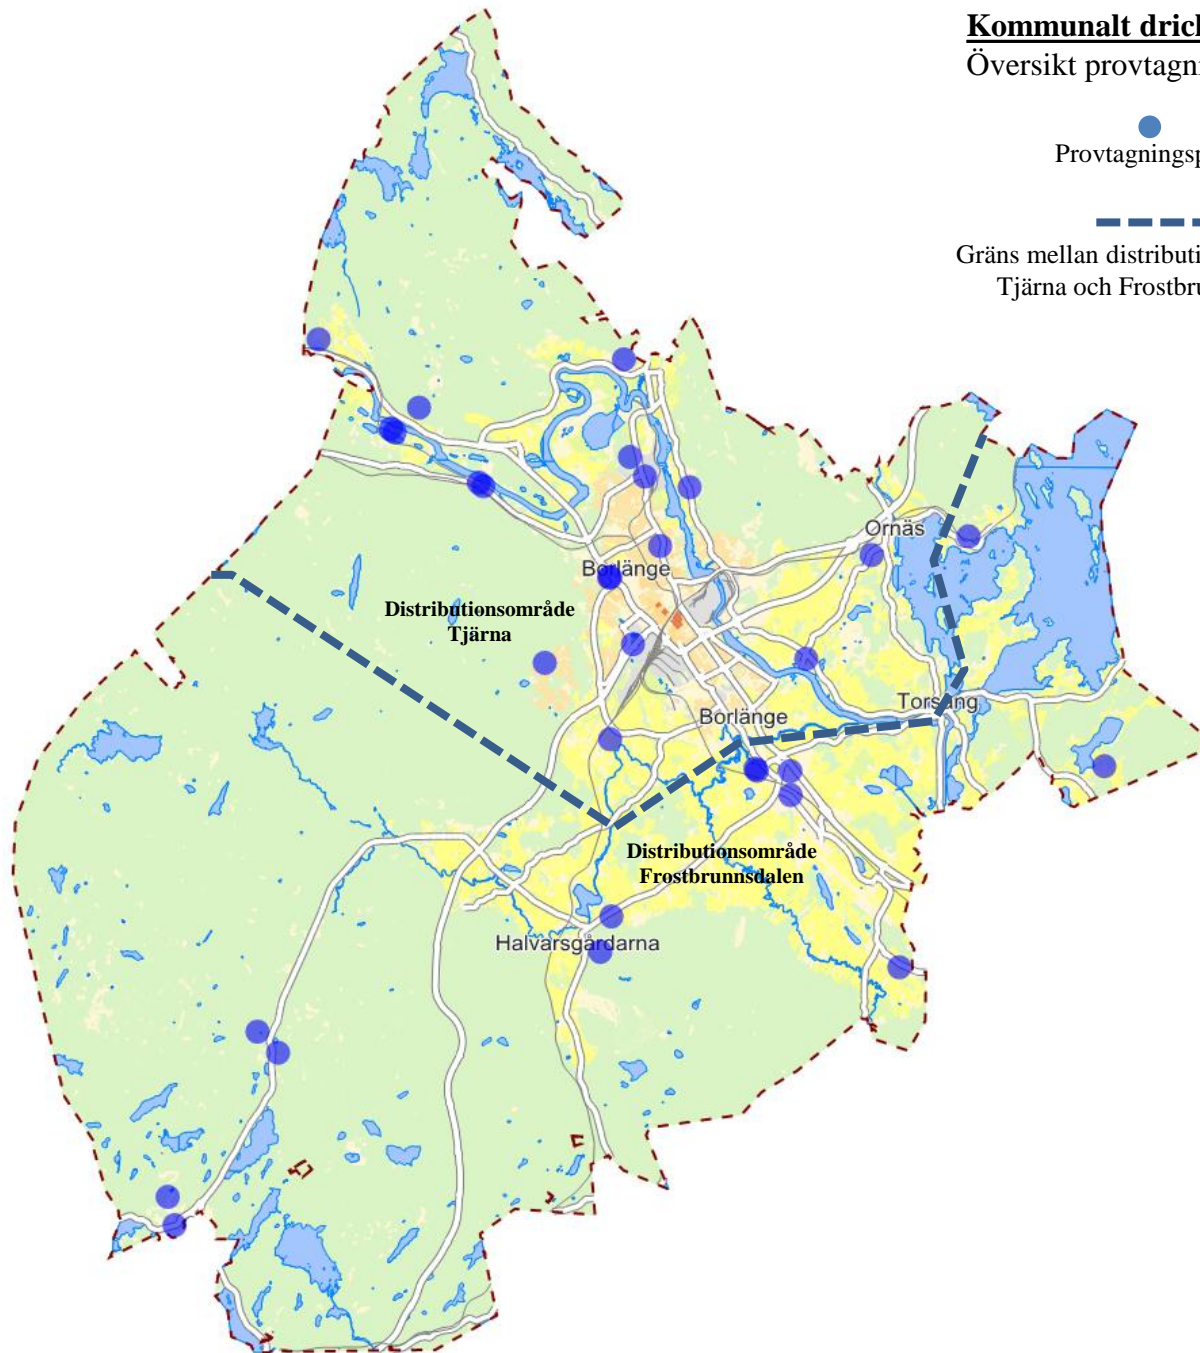 Kommunalt dric
Översikt provtagni
Provtagningsp
Gräns mellan distributi
Tjärna och Frostbru
Ornäs
Borlänge
Distributionsområde
Tjärna
Torsång
Borlänge
Distributionsområde
Frostbrunnsdalen
Halvarsgårdarna